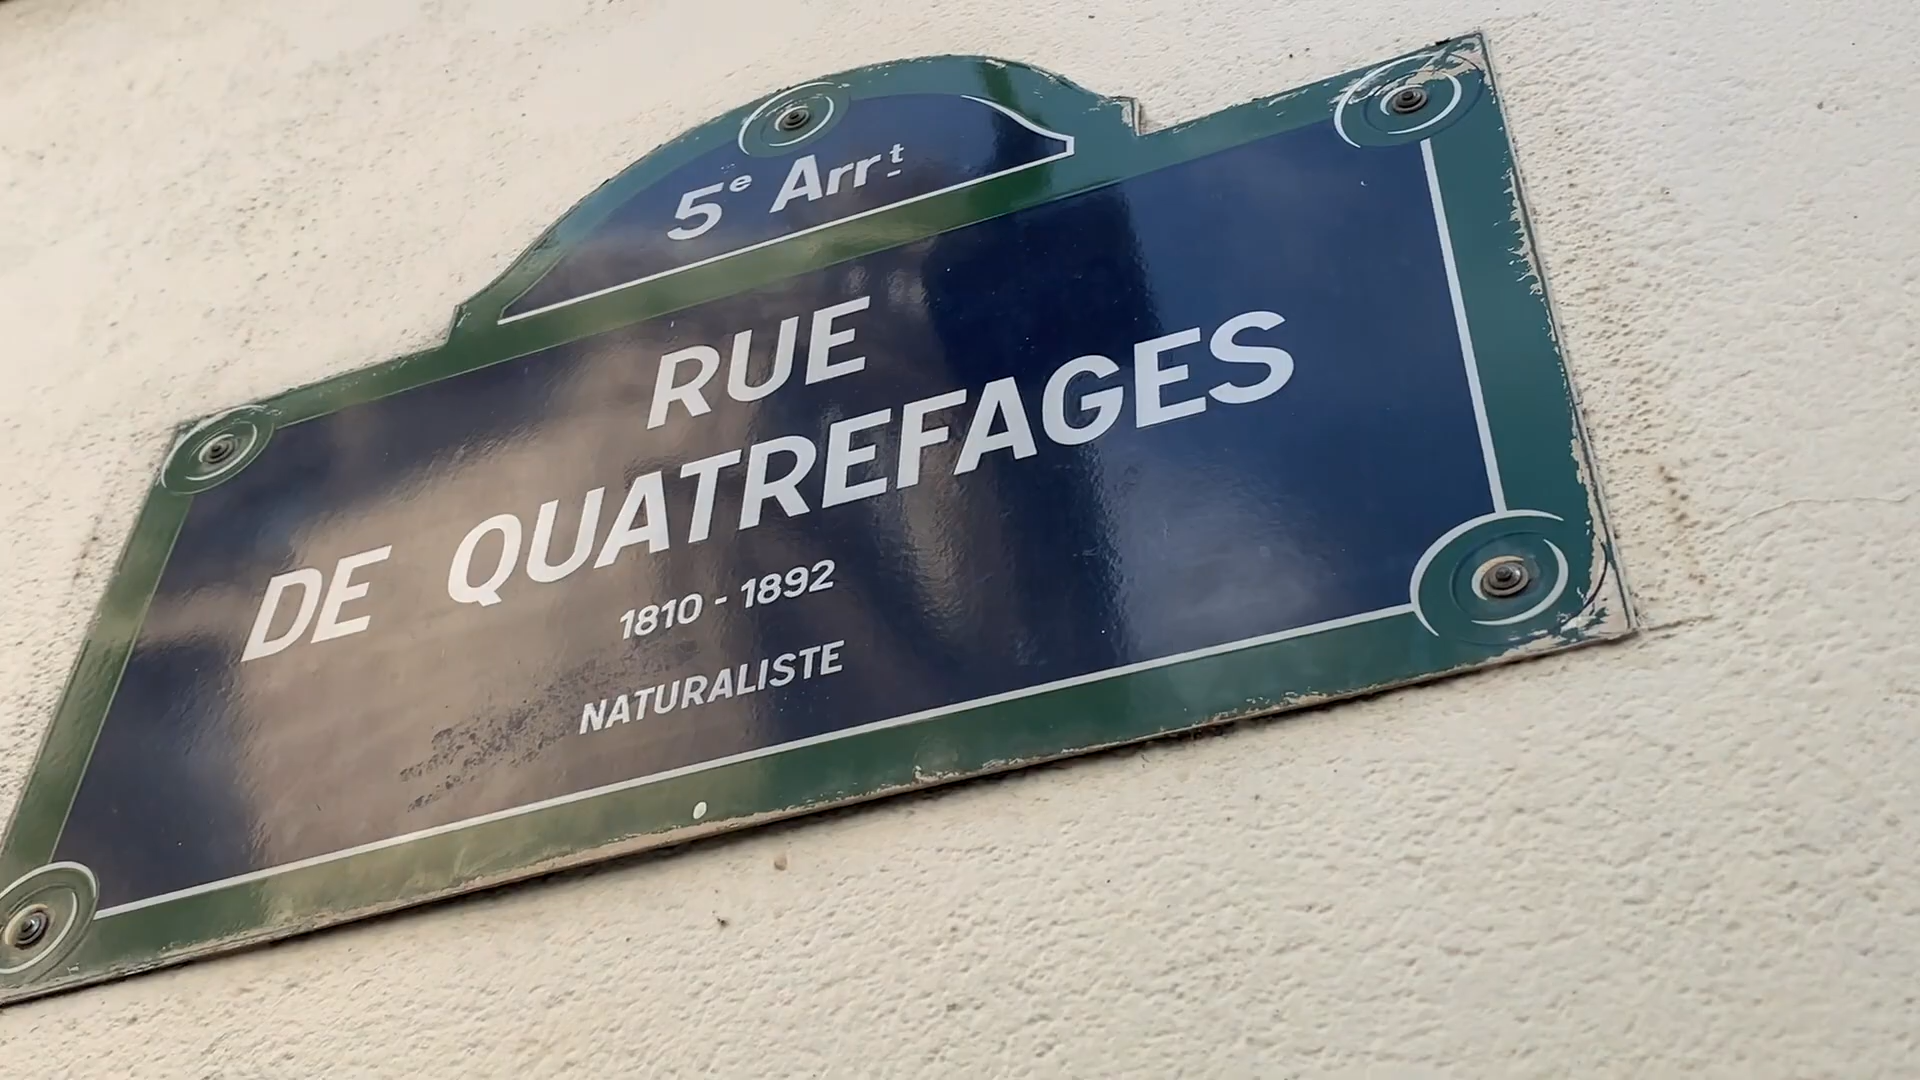 5e Arrt
RUE
DE QUATREFAGES
1810 - 1892
NATURALISTE